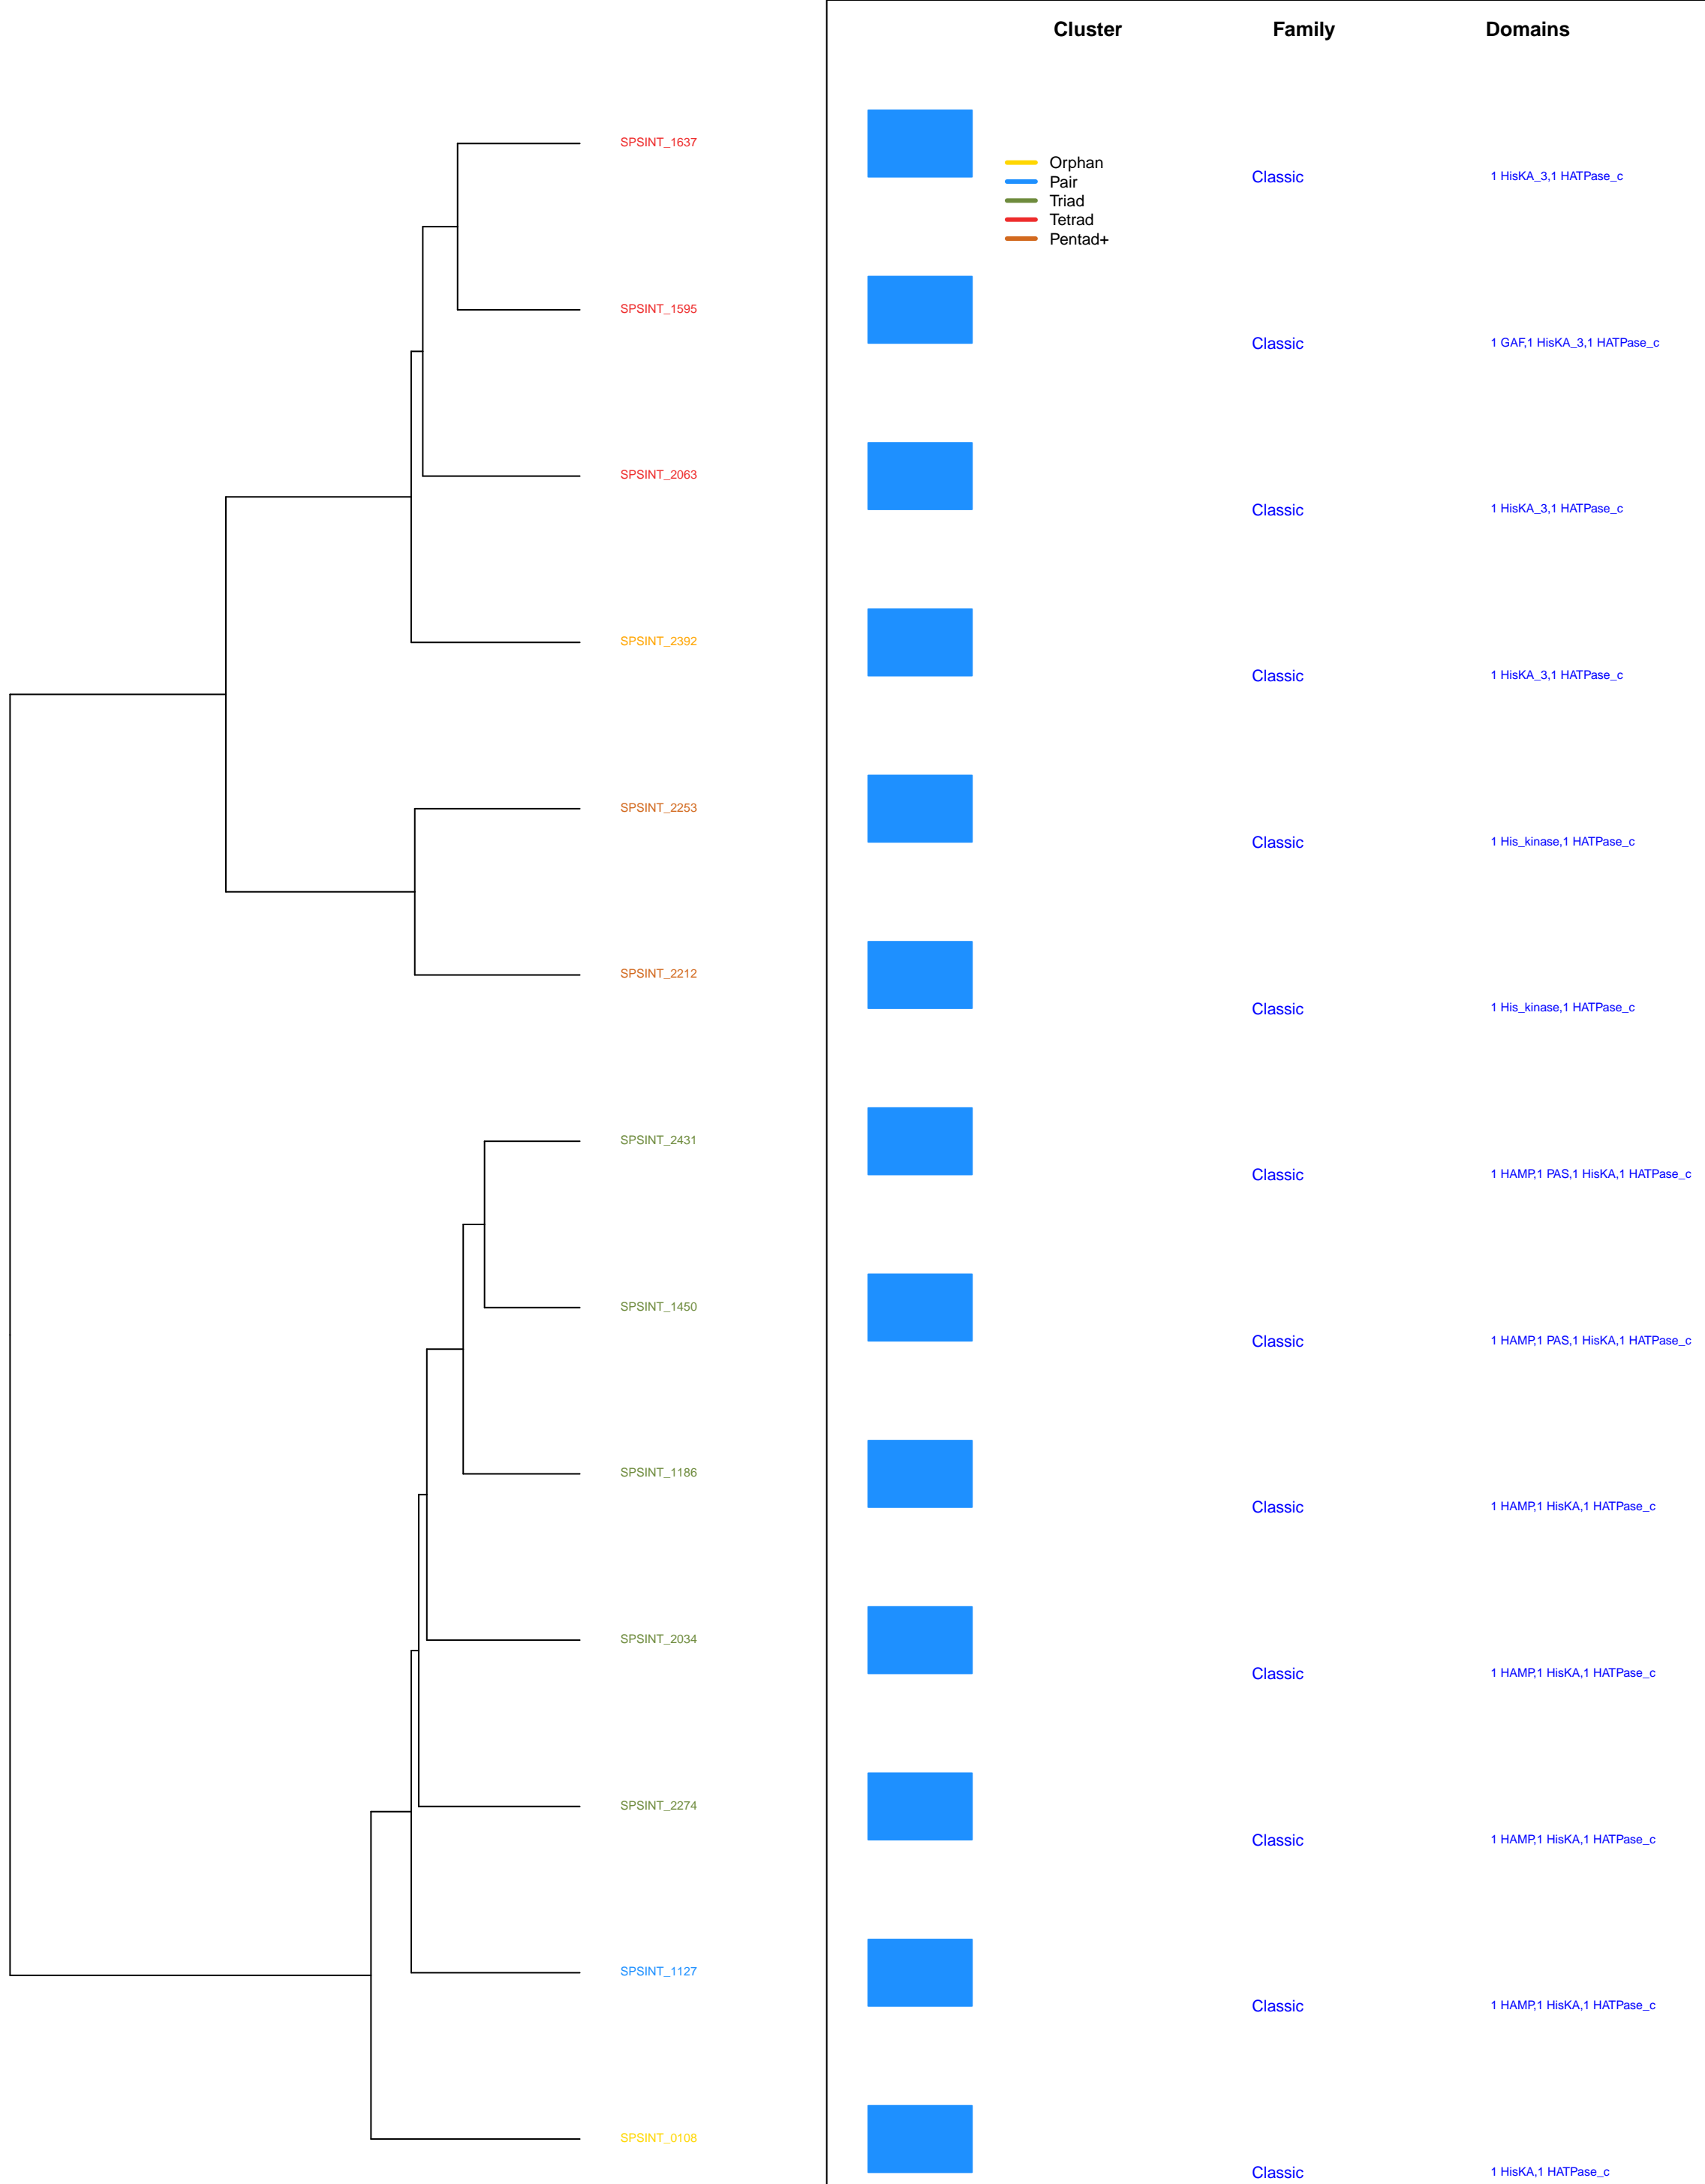 Cluster Family Domains
SPSINT_1637
Orphan
Pair
Triad
Tetrad
Pentad+
Classic 1 HisKA_3,1 HATPase_c
SPSINT_1595
Classic 1 GAF,1 HisKA_3,1 HATPase_c
SPSINT_2063
Classic 1 HisKA_3,1 HATPase_c
SPSINT_2392
Classic 1 HisKA_3,1 HATPase_c
SPSINT_2253
Classic 1 His_kinase,1 HATPase_c
SPSINT_2212
Classic 1 His_kinase,1 HATPase_c
SPSINT_2431
Classic 1 HAMP,1 PAS,1 HisKA,1 HATPase_c
SPSINT_1450
Classic 1 HAMP,1 PAS,1 HisKA,1 HATPase_c
SPSINT_1186
Classic 1 HAMP,1 HisKA,1 HATPase_c
SPSINT_2034
Classic 1 HAMP,1 HisKA,1 HATPase_c
SPSINT_2274
Classic 1 HAMP,1 HisKA,1 HATPase_c
SPSINT_1127
Classic 1 HAMP,1 HisKA,1 HATPase_c
SPSINT_0108
Classic 1 HisKA,1 HATPase_c